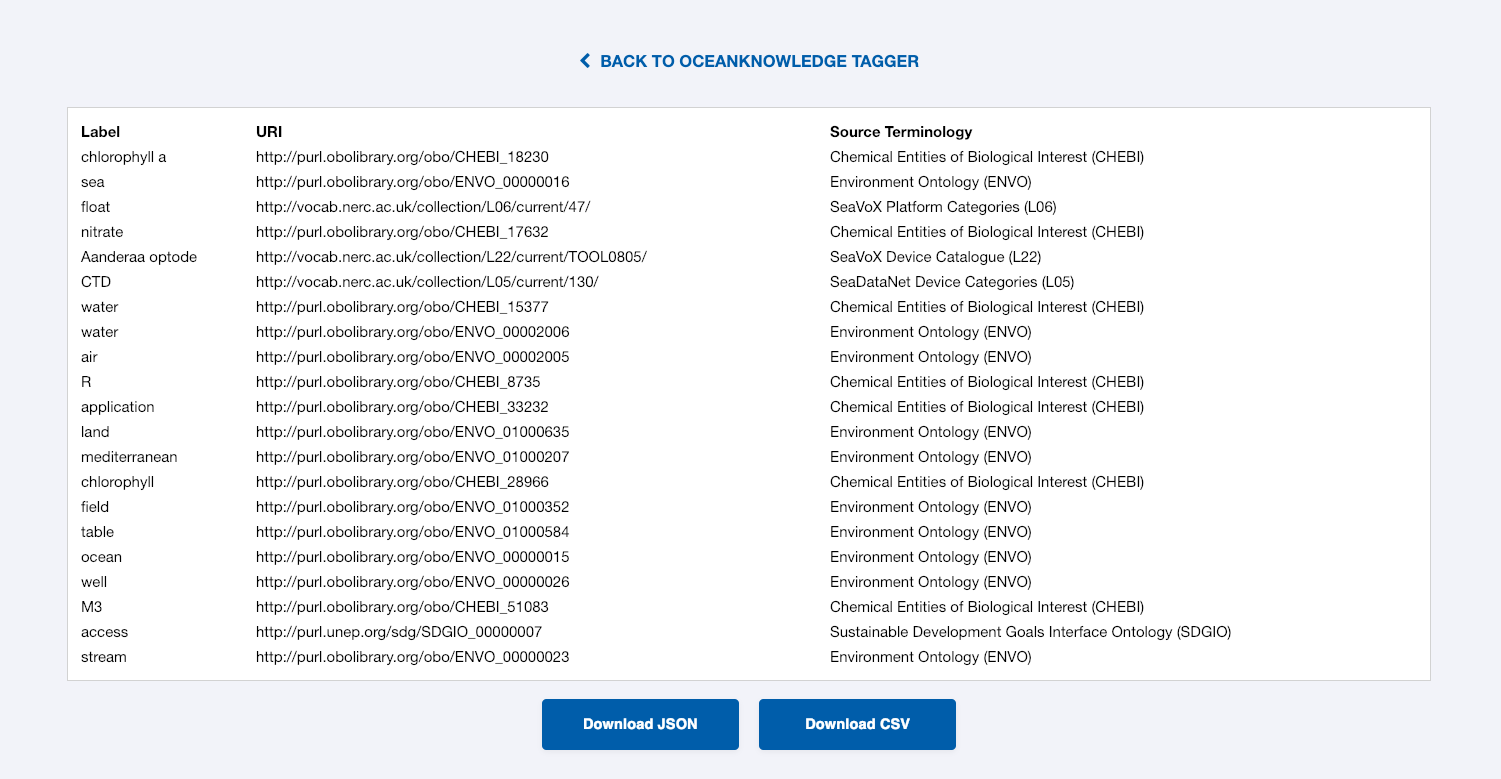 BACK TO OCEANKNOWLEDGE TAGGER
Label URI Source Terminology
chlorophyll a http://purl.obolibrary.org/obo/CHEBI_18230 Chemical Entities of Biological Interest (CHEBI)
sea http://purl.obolibrary.org/obo/ENVO_00000016 Environment Ontology (ENVO)
float http://vocab.nerc.ac.uk/collection/L06/current/47/ SeaVoX Platform Categories (L06)
nitrate http://purl.obolibrary.org/obo/CHEBI_17632 Chemical Entities of Biological Interest (CHEBI)
Aanderaa optode http://vocab.nerc.ac.uk/collection/L22/current/TOOL0805/ SeaVoX Device Catalogue (L22)
CTD http://vocab.nerc.ac.uk/collection/L05/current/130/ SeaDataNet Device Categories (L05)
water http://purl.obolibrary.org/obo/CHEBI_15377 Chemical Entities of Biological Interest (CHEBI)
water http://purl.obolibrary.org/obo/ENVO_00002006 Environment Ontology (ENVO)
air http://purl.obolibrary.org/obo/ENVO_00002005 Environment Ontology (ENVO)
R http://purl.obolibrary.org/obo/CHEBI_8735 Chemical Entities of Biological Interest (CHEBI)
application http://purl.obolibrary.org/obo/CHEBI_33232 Chemical Entities of Biological Interest (CHEBI)
land http://purl.obolibrary.org/obo/ENVO_01000635 Environment Ontology (ENVO)
mediterranean http://purl.obolibrary.org/obo/ENVO_01000207 Environment Ontology (ENVO)
chlorophyll http://purl.obolibrary.org/obo/CHEBI_28966 Chemical Entities of Biological Interest (CHEBI)
field http://purl.obolibrary.org/obo/ENVO_01000352 Environment Ontology (ENVO)
table http://purl.obolibrary.org/obo/ENVO_01000584 Environment Ontology (ENVO)
ocean http://purl.obolibrary.org/obo/ENVO_00000015 Environment Ontology (ENVO)
well http://purl.obolibrary.org/obo/ENVO_00000026 Environment Ontology (ENVO)
M3 http://purl.obolibrary.org/obo/CHEBI_51083 Chemical Entities of Biological Interest (CHEBI)
access http://purl.unep.org/sdg/SDGIO_00000007 Sustainable Development Goals Interface Ontology (SDGIO)
stream http://purl.obolibrary.org/obo/ENVO_00000023 Environment Ontology (ENVO)
Download JSON Download CSV